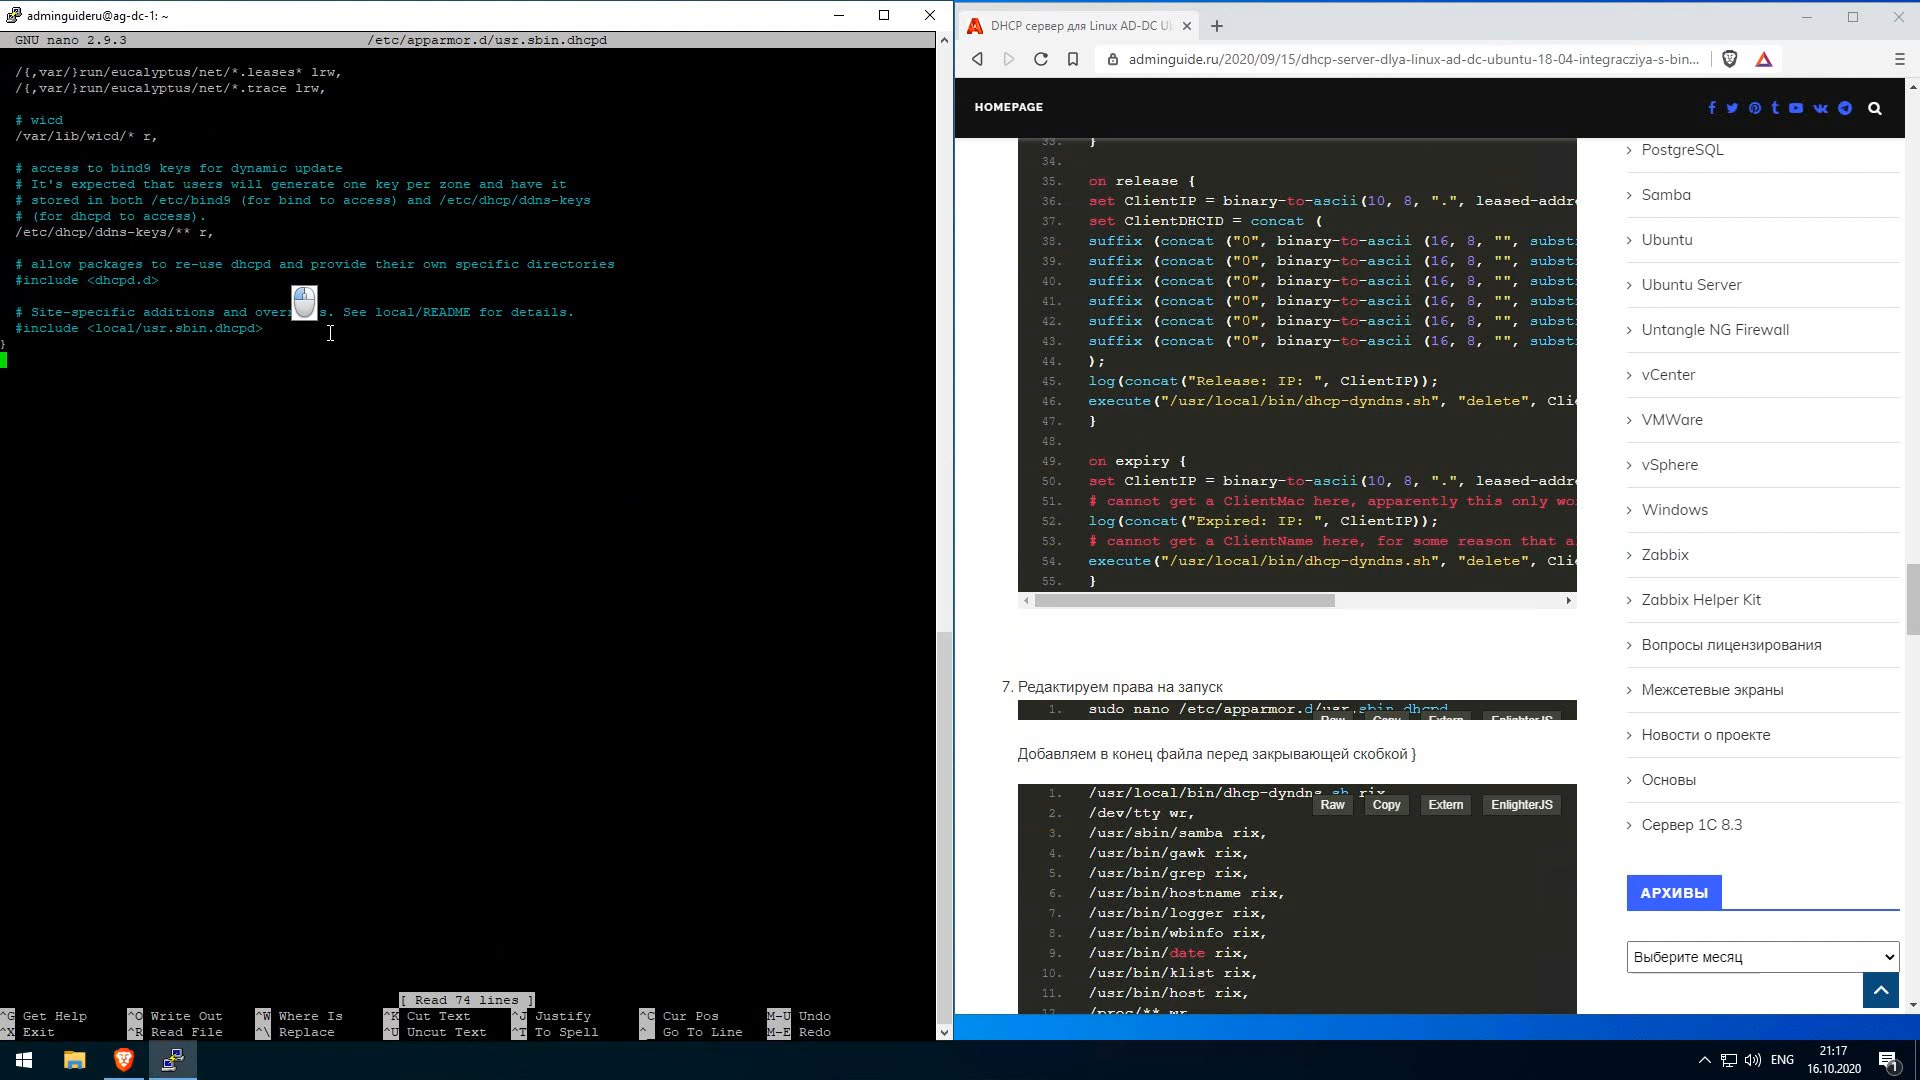 adminguideru@ag-dc-1: ~
GNU nano 2.9.3 /etc/apparmor.d/usr.sbin.dhcpd
/{,var/}run/eucalyptus/net/*.leases* lrw,
/{,var/}run/eucalyptus/net/*.trace lrw,
# wicd
/var/lib/wicd/* r,
# access to bind9 keys for dynamic update
# It's expected that users will generate one key per zone and have it
# stored in both /etc/bind9 (for bind to access) and /etc/dhcp/ddns-keys
# (for dhcpd to access).
/etc/dhcp/ddns-keys/** r,
# allow packages to re-use dhcpd and provide their own specific directories
#include <dhcpd.d>
# Site-specific additions and over s. See local/README for details.
#include <local/usr.sbin.dhcpd>
}
[ Read 74 lines ]
^G Get Help ^O Write Out ^W Where Is ^K Cut Text ^J Justify ^C Cur Pos M-U Undo
^X Exit ^R Read File ^\ Replace ^U Uncut Text ^T To Spell ^_ Go To Line M-E Redo
DHCP сервер для Linux AD-DC U
adminguide.ru/2020/09/15/dhcp-server-dlya-linux-ad-dc-ubuntu-18-04-integracziya-s-bin...
HOMEPAGE
33. }
34.
35. on release {
36. set ClientIP = binary-to-ascii(10, 8, ".", leased-addre
37. set ClientDHCID = concat (
38. suffix (concat ("0", binary-to-ascii (16, 8, "", subst
39. suffix (concat ("0", binary-to-ascii (16, 8, "", subst
40. suffix (concat ("0", binary-to-ascii (16, 8, "", subst
41. suffix (concat ("0", binary-to-ascii (16, 8, "", subst
42. suffix (concat ("0", binary-to-ascii (16, 8, "", subst
43. suffix (concat ("0", binary-to-ascii (16, 8, "", subst
44. );
45. log(concat("Release: IP: ", ClientIP));
46. execute("/usr/local/bin/dhcp-dyndns.sh", "delete", Clie
47. }
48.
49. on expiry {
50. set ClientIP = binary-to-ascii(10, 8, ".", leased-addre
51. # cannot get a ClientMac here, apparently this only wo
52. log(concat("Expired: IP: ", ClientIP));
53. # cannot get a ClientName here, for some reason that a
54. execute("/usr/local/bin/dhcp-dyndns.sh", "delete", Clie
55. }
7. Редактируем права на запуск
1. sudo nano /etc/apparmor.d/usr.sbin.dhcpd
Raw Copy Extern EnlighterJS
Добавляем в конец файла перед закрывающей скобкой }
1. /usr/local/bin/dhcp-dyndns.sh rix,
Raw Copy Extern EnlighterJS
2. /dev/tty wr,
3. /usr/sbin/samba rix,
4. /usr/bin/gawk rix,
5. /usr/bin/grep rix,
6. /usr/bin/hostname rix,
7. /usr/bin/logger rix,
8. /usr/bin/wbinfo rix,
9. /usr/bin/date rix,
10. /usr/bin/klist rix,
11. /usr/bin/host rix,
12. /proc/** wr,
PostgreSQL
Samba
Ubuntu
Ubuntu Server
Untangle NG Firewall
vCenter
VMWare
vSphere
Windows
Zabbix
Zabbix Helper Kit
Вопросы лицензирования
Межсетевые экраны
Новости о проекте
Основы
Сервер 1С 8.3
АРХИВЫ
Выберите месяц
ENG
21:17
16.10.2020
1